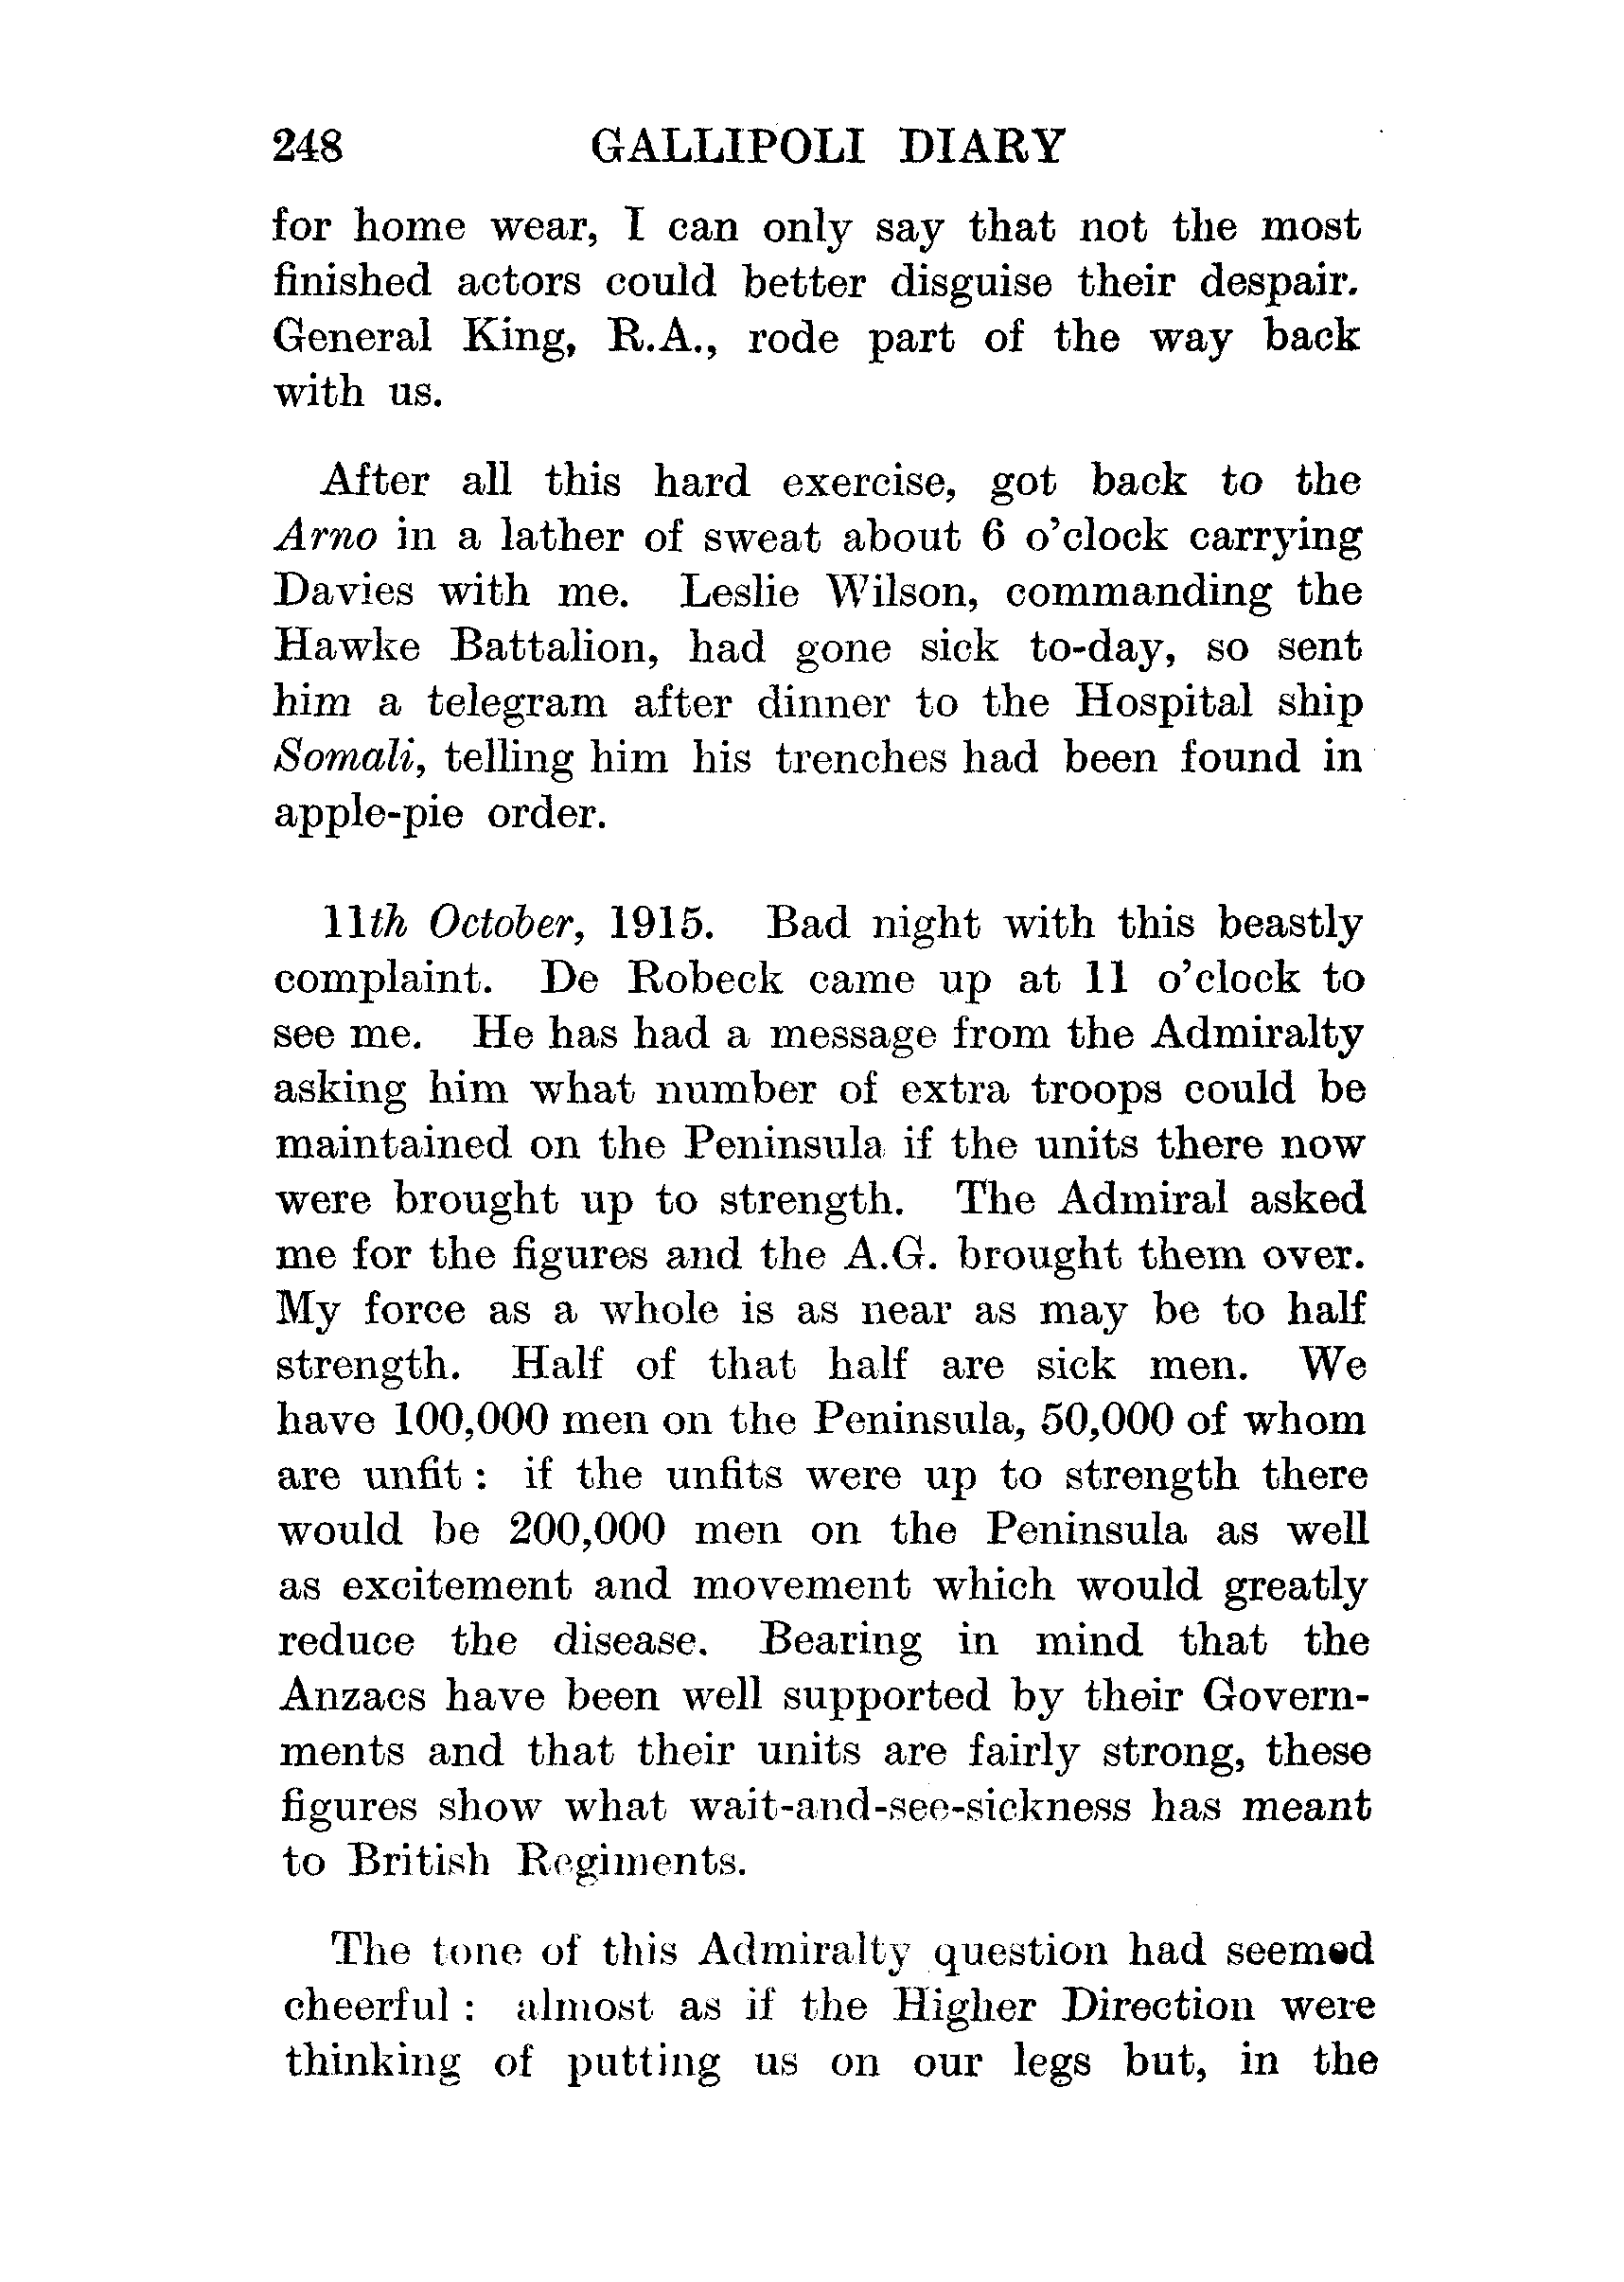 248 GALLIPOLI DIARY
for home wear, I can only say that not the most
finished actors could better disguise their despair.
General King, R.A., rode part of the way back
with us.
After all this hard exercise, got back to the
Arno in a lather of sweat about 6 o'clock carrying
Davies with me. Leslie Wilson, commanding the
Hawke Battalion, had gone sick to-day, so sent
him a telegram after dinner to the Hospital ship
Somali, telling him his trenches had been found in
apple-pie order.
11th October, 1915. Bad night with this beastly
complaint. De Robeck came up at 11 o'clock to
see me. He has had a message from the Admiralty
asking him what number of extra troops could be
maintained on the Peninsula if the units there now
were brought up to strength. The Admiral asked
me for the figures and the A.G. brought them over.
My force as a whole is as near as may be to half
strength. Half of that half are sick men. We
have 100,000 men on the Peninsula, 50,000 of whom
are unfit : if the unfits were up to strength there
would be 200,000 men on the Peninsula as well
as excitement and movement which would greatly
reduce the disease. Bearing in mind that the
Anzacs have been well supported by their Govern-
ments and that their units are fairly strong, these
figures show what wait-and-see-sickness has meant
to British Regiments.
The tone of this Admiralty question had seemed
cheerful : almost as if the Higher Direction were
thinking of putting us on our legs but, in the